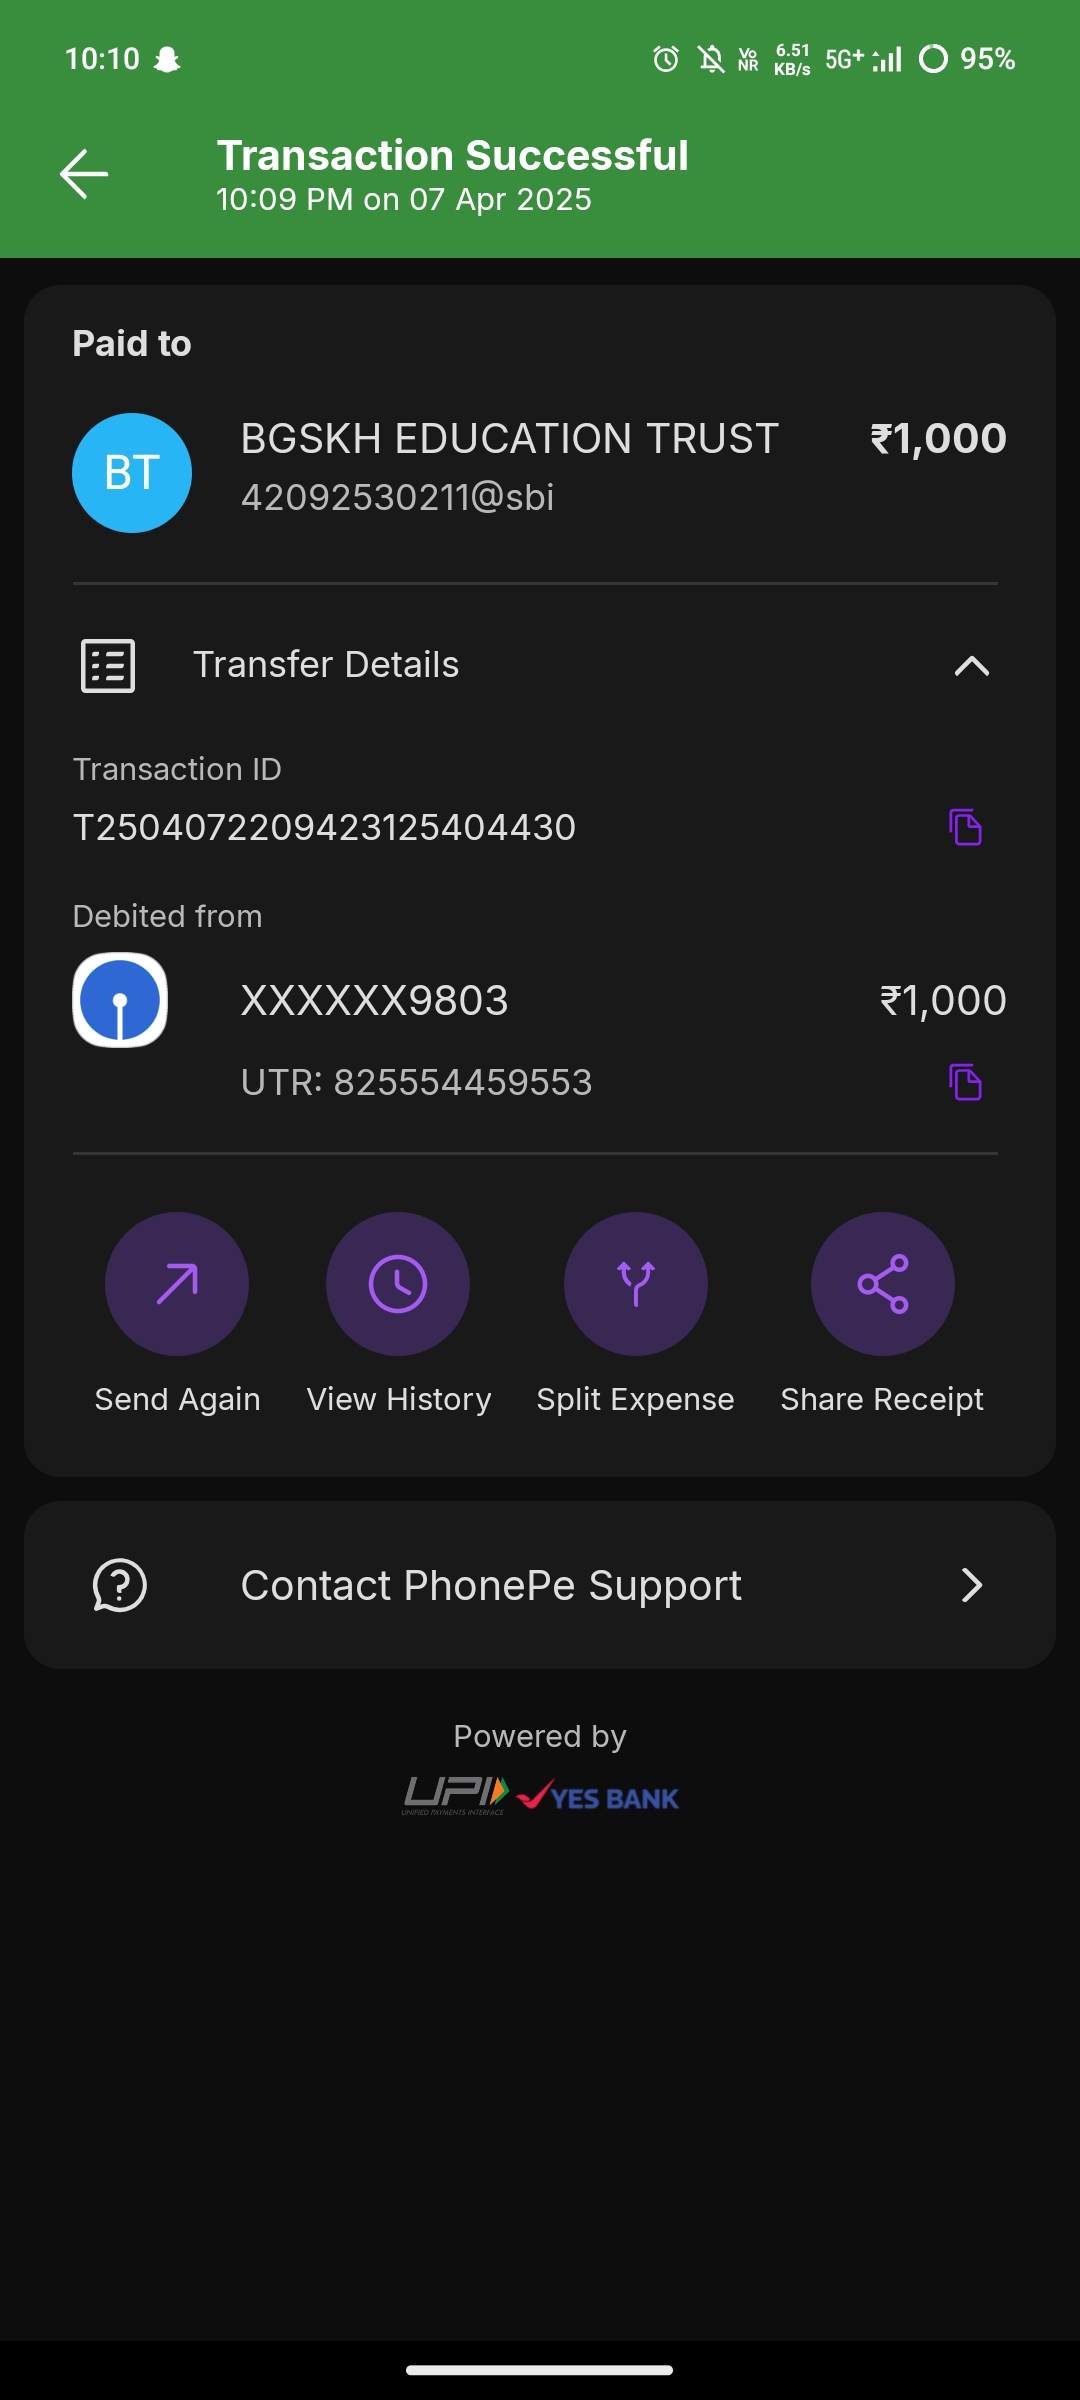 10:10
Vo
NR
6.51
KB/s
5G+
95%
Transaction Successful
10:09 PM on 07 Apr 2025
Paid to
BT
BGSKH EDUCATION TRUST
₹1,000
42092530211@sbi
Transfer Details
Transaction ID
T2504072209423125404430
Debited from
XXXXXX9803
₹1,000
UTR: 825554459553
Send Again
View History
Split Expense
Share Receipt
Contact PhonePe Support
Powered by
UPI
UNIFIED PAYMENTS INTERFACE
YES BANK